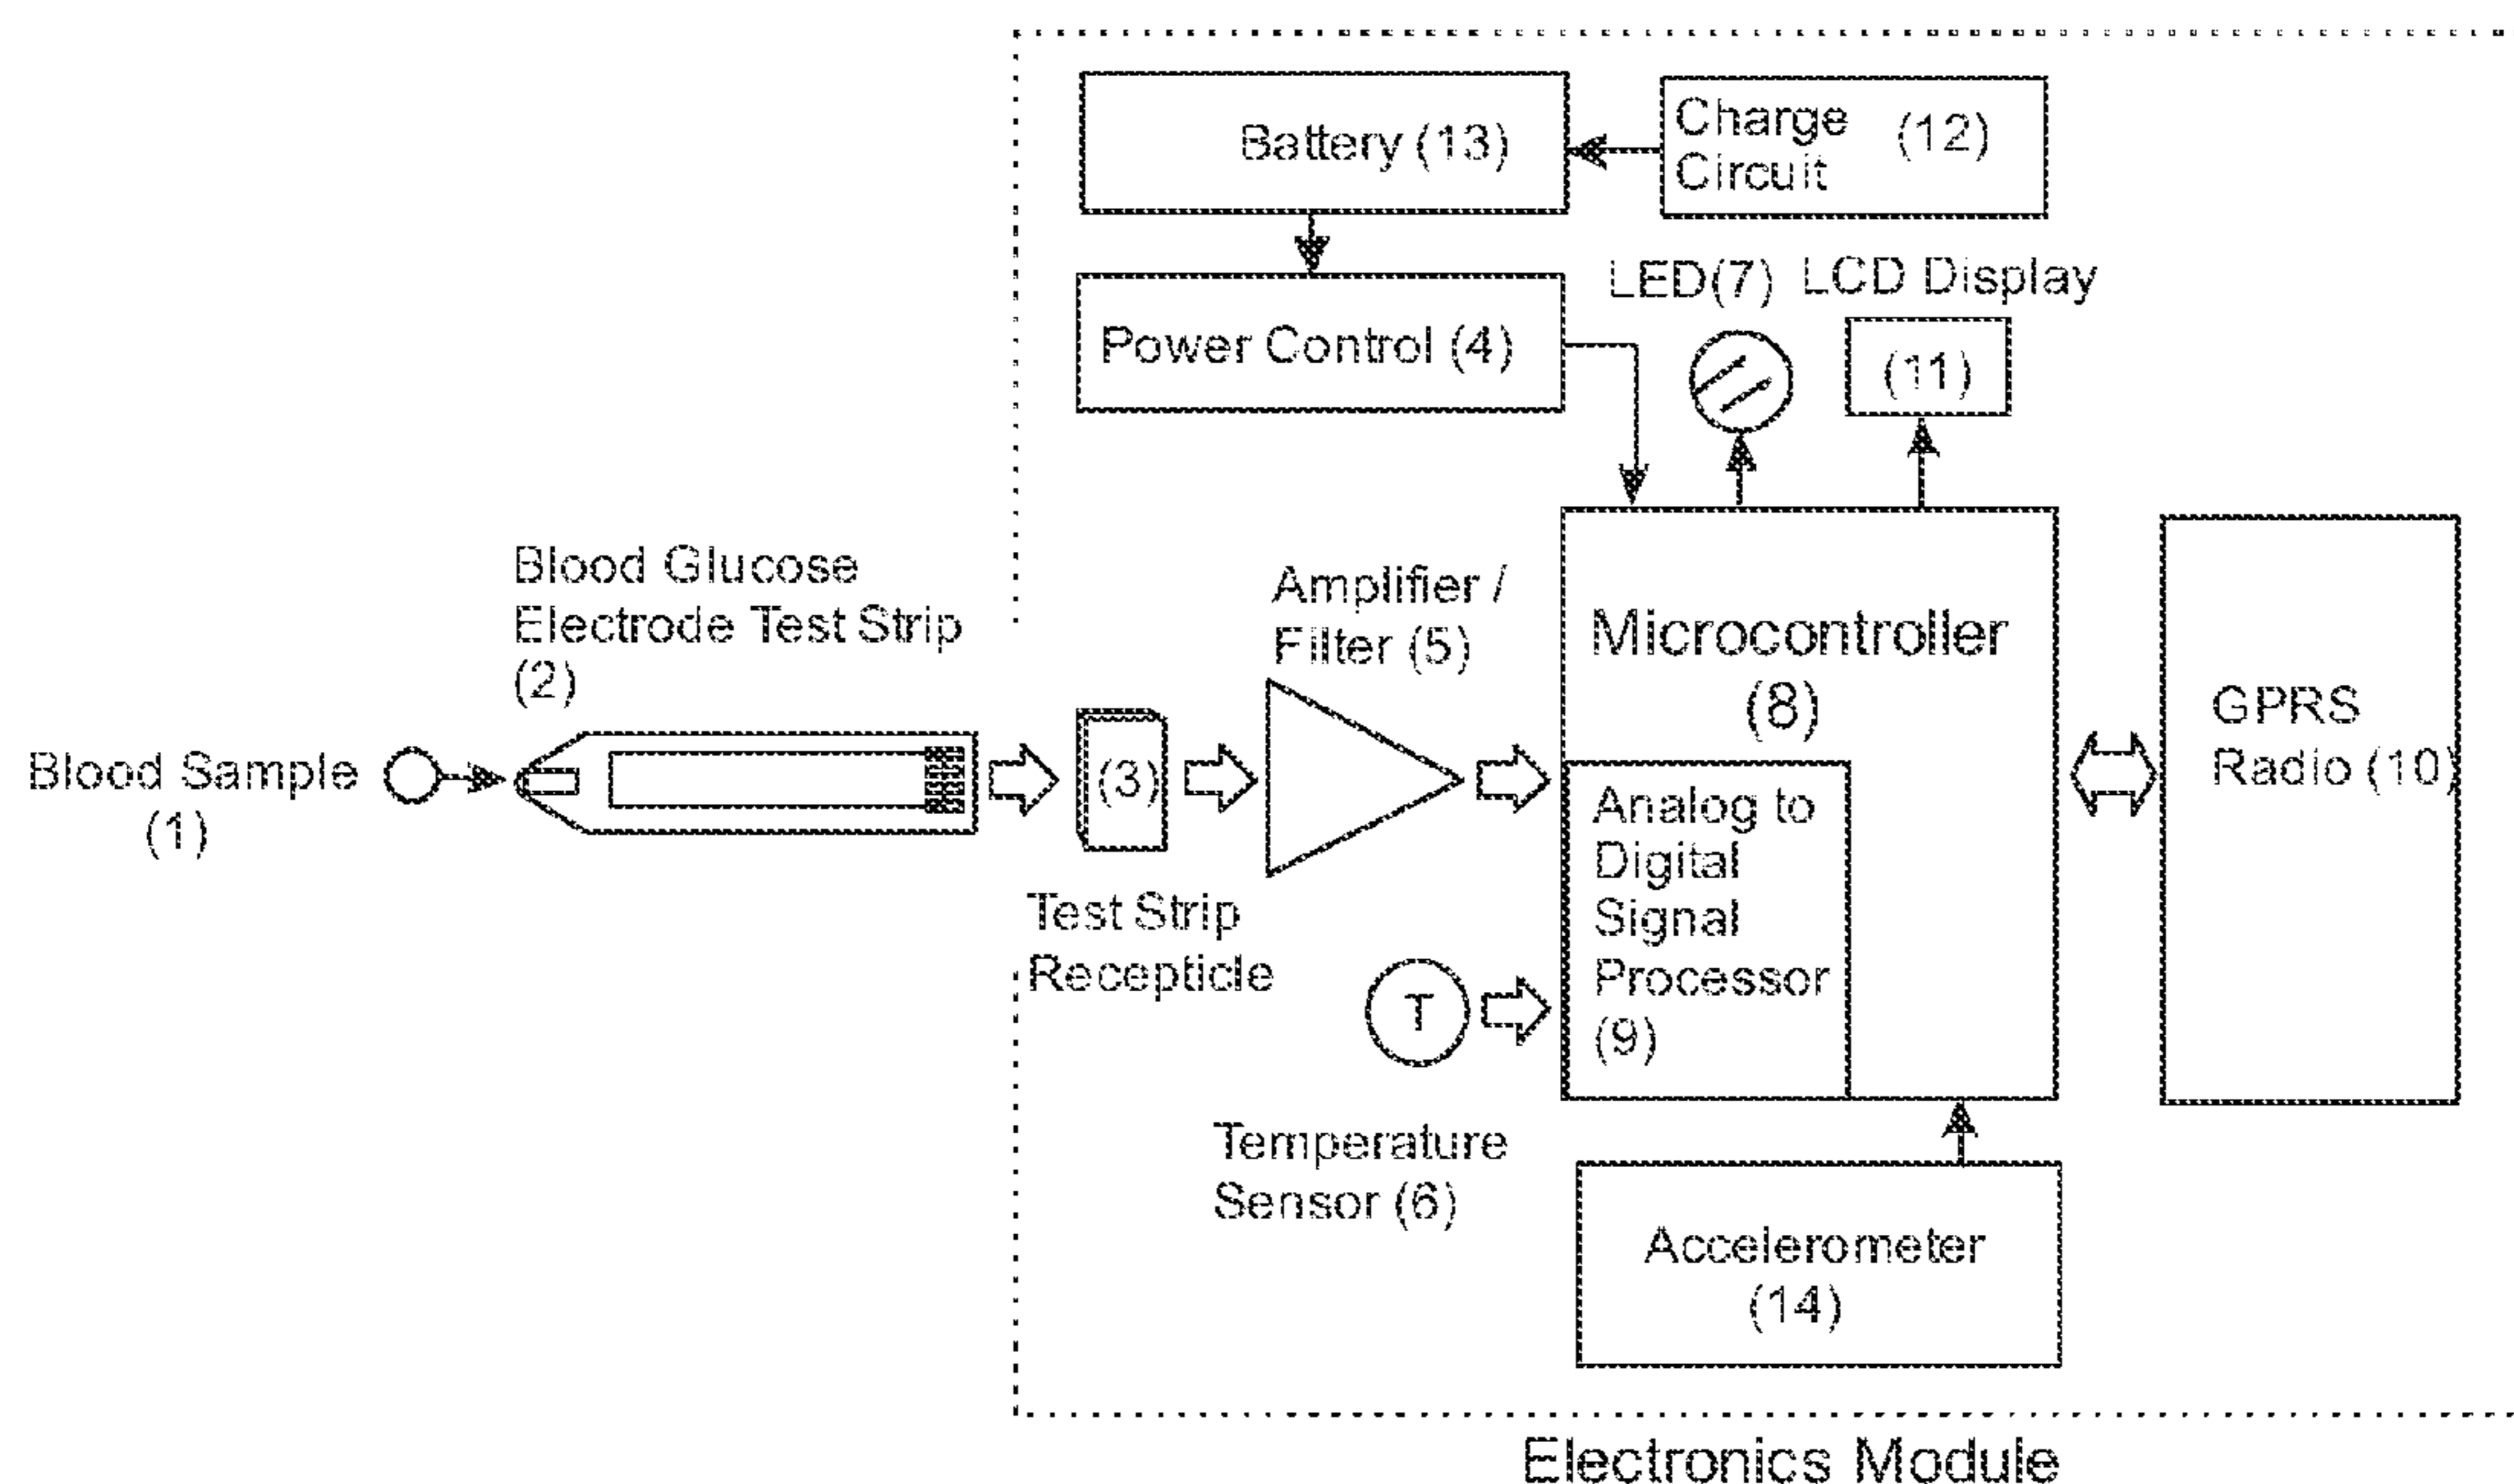 Battery (13)
Charge (12)
Circuit
LED(7) LCD Display
Power Control (4)
(11)
Blood Glucose
Electrode Test Strip
(2)
Amplifier /
Filter (5)
Microcontroller
(8)
GPRS
Radio (10)
Blood Sample
(1)
(3)
Analog to
Digital
Signal
Processor
(9)
Test Strip
Recepticle
T
Temperature
Sensor (6)
Accelerometer
(14)
Electronics Module